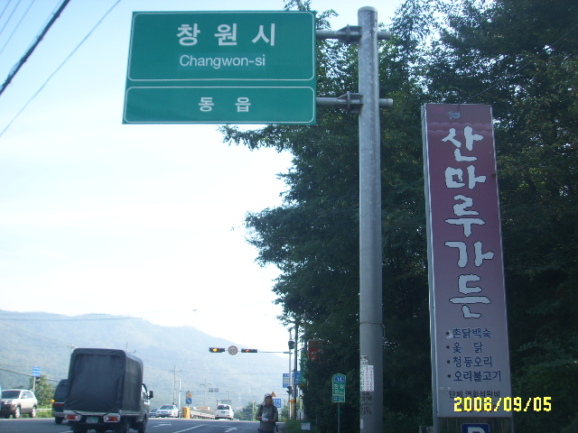 창원시
Changwon-si
동읍
산마루가든
• 촌닭백숙
• 옻닭
• 청둥오리
• 오리불고기
2008/09/05